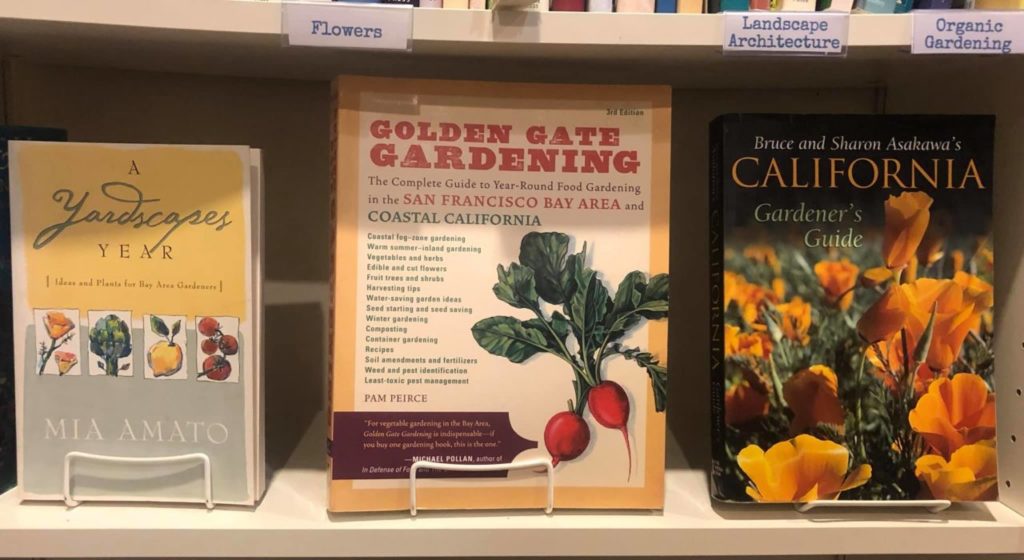 Flowers
Landscape
Architecture
Organic
Gardening
A
Yardscapes
YEAR
Ideas and Plants for Bay Area Gardeners
MIA AMATO
3rd Edition
GOLDEN GATE
GARDENING
The Complete Guide to Year-Round Food Gardening
in the SAN FRANCISCO BAY AREA and
COASTAL CALIFORNIA
Coastal fog-zone gardening
Warm summer-inland gardening
Vegetables and herbs
Edible and cut flowers
Fruit trees and shrubs
Harvesting tips
Water-saving garden ideas
Seed starting and seed saving
Winter gardening
Composting
Container gardening
Recipes
Soil amendments and fertilizers
Weed and pest identification
Least-toxic pest management
PAM PEIRCE
"For vegetable gardening in the Bay Area,
Golden Gate Gardening is indispensable—if
you buy one gardening book, this is the one."
—MICHAEL POLLAN, author of
In Defense of Food and The
Bruce and Sharon Asakawa's
CALIFORNIA
Gardener's
Guide
CALIFORNIA